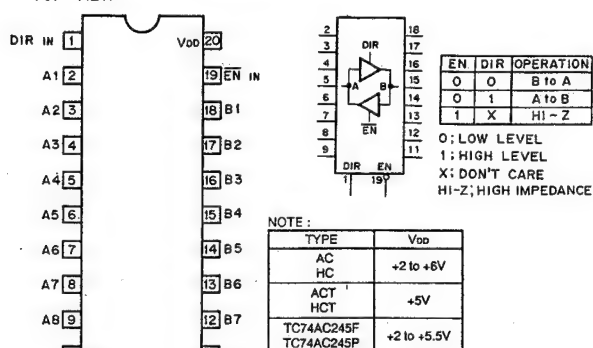 DIR IN 1
VDD 20
A1 2
19 EN IN
A2 3
18 B1
A3 4
17 B2
A4 5
16 B3
A5 6
15 B4
A6 7
14 B5
A7 8
13 B6
A8 9
12 B7
2 18
3 DIR 17
4 16
5 A B 15
6 14
7 13
8 EN 12
9 11
DIR EN
1 19
EN DIR OPERATION
0 0 B to A
0 1 A to B
1 X HI~Z
0; LOW LEVEL
1; HIGH LEVEL
X; DON'T CARE
HI-Z; HIGH IMPEDANCE
NOTE:
TYPE VDD
AC
HC
+2 to +6V
ACT
HCT
+5V
TC74AC245F
TC74AC245P
+2 to +5.5V